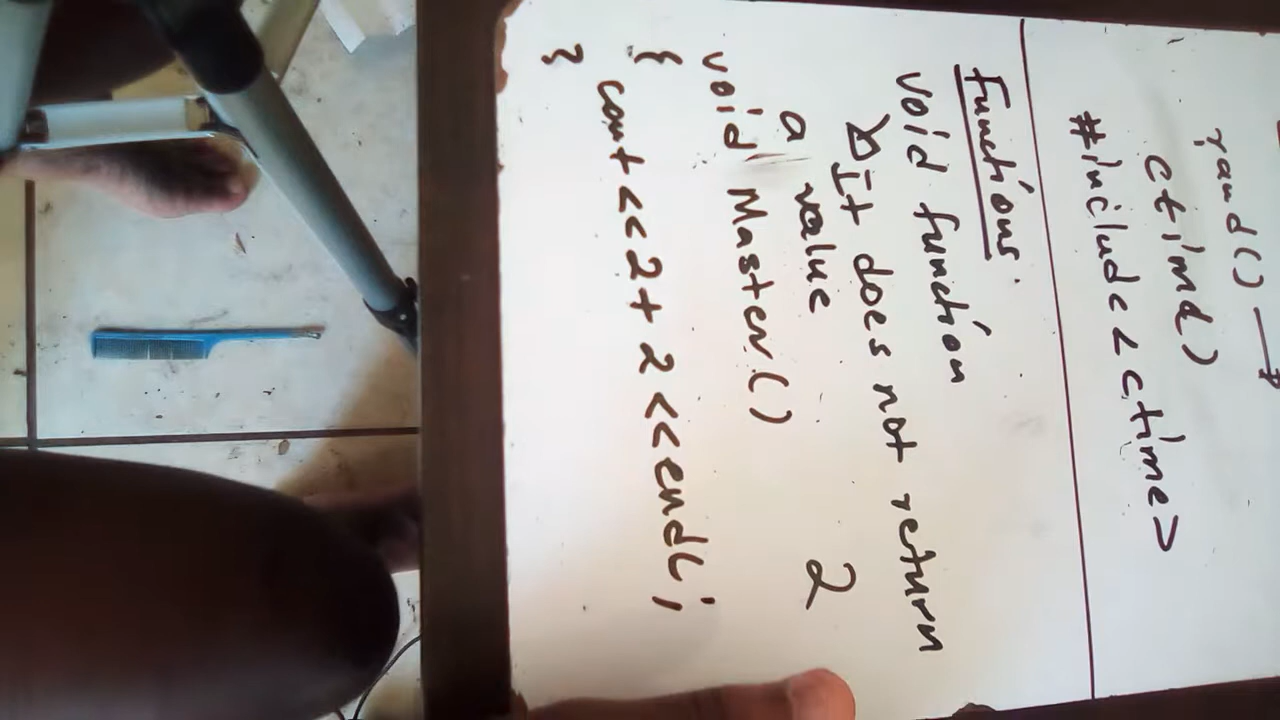 rand() →
ctime()
#include <ctime>
Functions.
void function
It does not return
a value 2
void Master()
{
cout<<2+2<<endl;
}